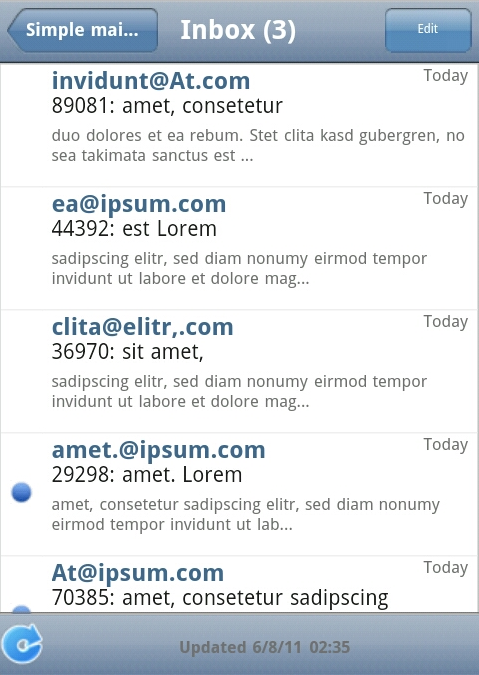 Simple mai...
Inbox (3)
Edit
invidunt@At.com
Today
89081: amet, consetetur
duo dolores et ea rebum. Stet clita kasd gubergren, no
sea takimata sanctus est ...
ea@ipsum.com
Today
44392: est Lorem
sadipscing elitr, sed diam nonumy eirmod tempor
invidunt ut labore et dolore mag...
clita@elitr,.com
Today
36970: sit amet,
sadipscing elitr, sed diam nonumy eirmod tempor
invidunt ut labore et dolore mag...
amet.@ipsum.com
Today
29298: amet. Lorem
amet, consetetur sadipscing elitr, sed diam nonumy
eirmod tempor invidunt ut lab...
At@ipsum.com
Today
70385: amet, consetetur sadipscing
Updated 6/8/11 02:35